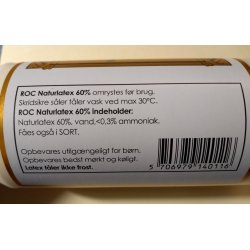 ROC Naturlatex 60% omrystes før brug.
Skridsikre såler tåler vask ved max 30°C.
ROC Naturlatex 60% indeholder:
Naturlatex 60%, vand,<0,3% ammoniak.
Fåes også i SORT.
Opbevares utilgængeligt for børn.
Opbevares bedst mørkt og køligt.
Latex tåler ikke frost.
5 706979 140116